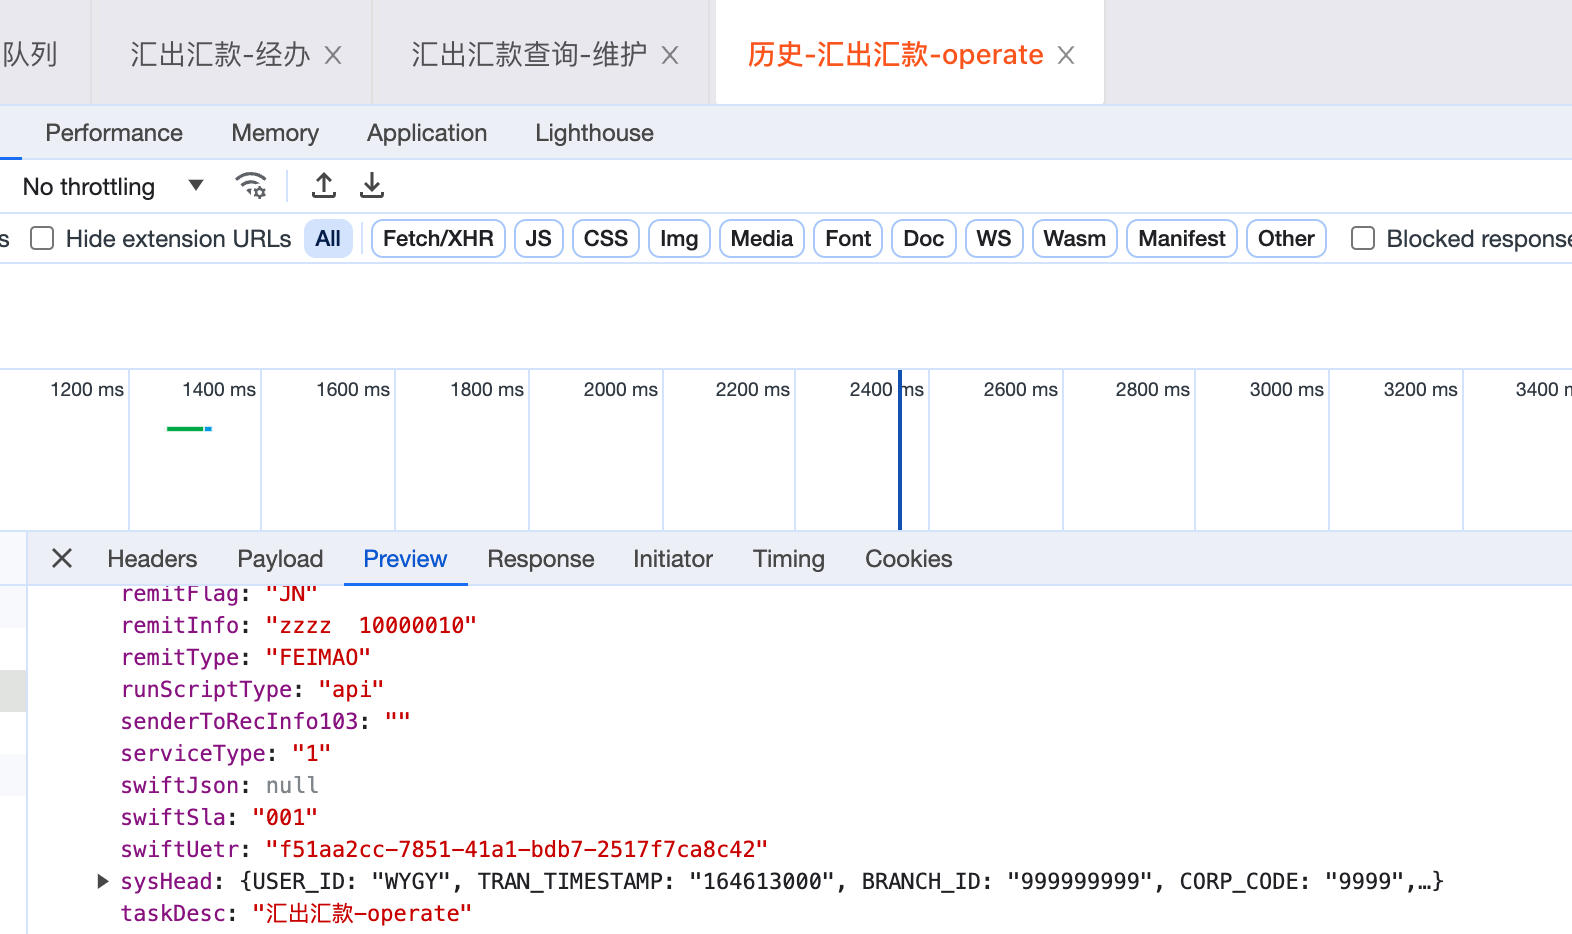 队列 汇出汇款-经办 X 汇出汇款查询-维护 X 历史-汇出汇款-operate X
Performance Memory Application Lighthouse
No throttling
s Hide extension URLs All Fetch/XHR JS CSS Img Media Font Doc WS Wasm Manifest Other Blocked response
1200 ms 1400 ms 1600 ms 1800 ms 2000 ms 2200 ms 2400 ms 2600 ms 2800 ms 3000 ms 3200 ms 3400 m
Headers Payload Preview Response Initiator Timing Cookies
remitFlag: "JN"
remitInfo: "zzzz  10000010"
remitType: "FEIMAO"
runScriptType: "api"
senderToRecInfo103: ""
serviceType: "1"
swiftJson: null
swiftSla: "001"
swiftUetr: "f51aa2cc-7851-41a1-bdb7-2517f7ca8c42"
sysHead: {USER_ID: "WYGY", TRAN_TIMESTAMP: "164613000", BRANCH_ID: "999999999", CORP_CODE: "9999",…}
taskDesc: "汇出汇款-operate"